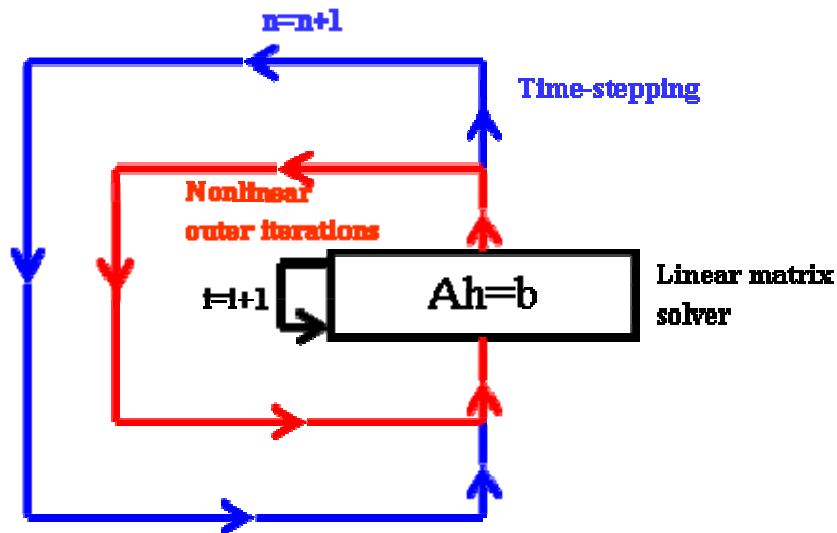 n=n+1
Time-stepping
Nonlinear
outer iterations
i=i+1
Ah=b
Linear matrix
solver